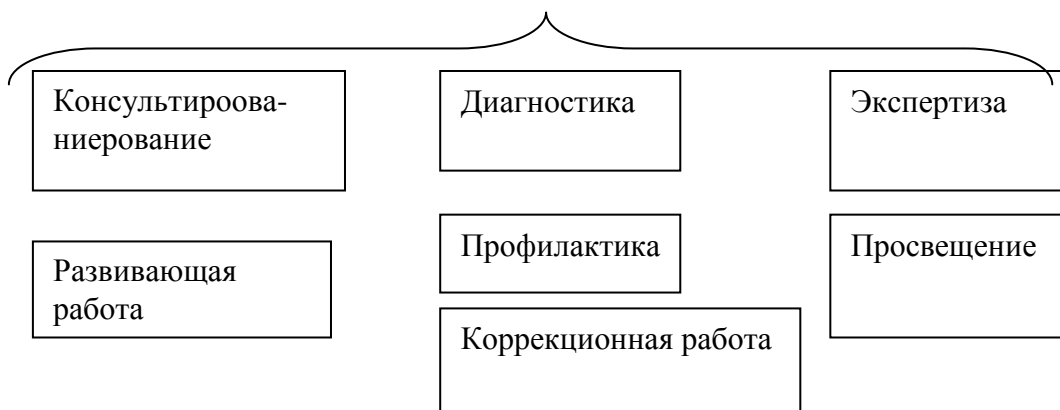 Консультироова-
ниерование
Диагностика
Экспертиза
Развивающая
работа
Профилактика
Просвещение
Коррекционная работа